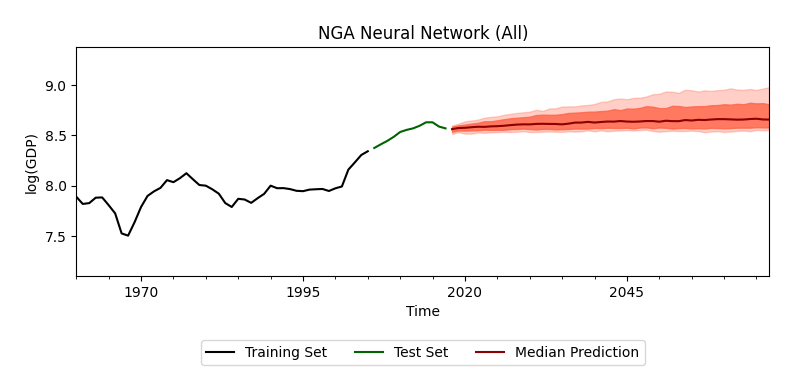 NGA Neural Network (All)
9.0
8.5
8.0
7.5
log(GDP)
1970 1995 2020 2045
Time
Training Set Test Set Median Prediction